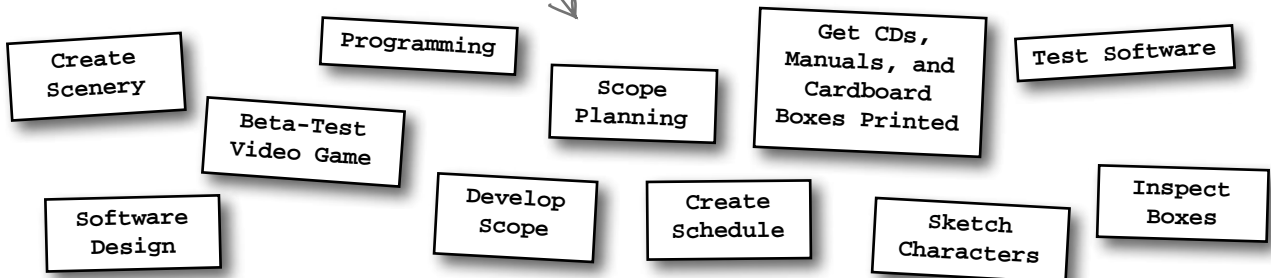 Create
Scenery
Programming
Scope
Planning
Get CDs,
Manuals, and
Cardboard
Boxes Printed
Test Software
Beta-Test
Video Game
Software
Design
Develop
Scope
Create
Schedule
Sketch
Characters
Inspect
Boxes